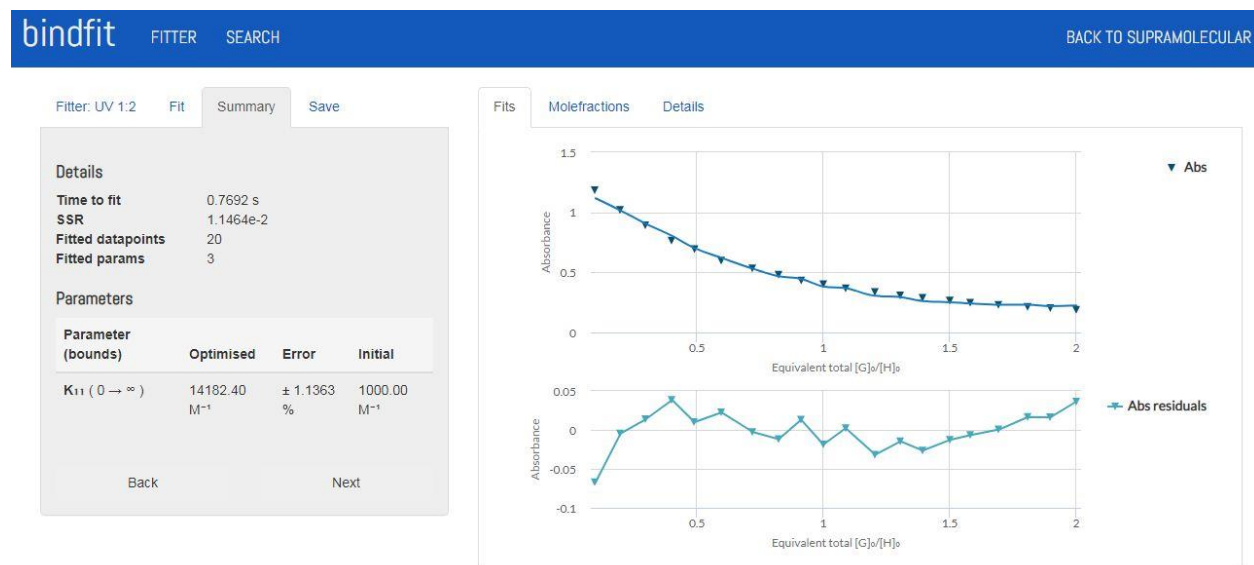 bindfit FITTER SEARCH BACK TO SUPRAMOLECULAR
Fitter: UV 1:2 Fit Summary Save
Details
Time to fit 0.7692 s
SSR 1.1464e-2
Fitted datapoints 20
Fitted params 3
Parameters
Parameter
(bounds) Optimised Error Initial
K₁₁ ( 0 → ∞ ) 14182.40 ± 1.1363 1000.00
M⁻¹ % M⁻¹
Back Next
Fits Molefractions Details
1.5
1
0.5
0
Absorbance
0.5 1 1.5 2
Equivalent total [G]₀/[H]₀
Abs
0.05
0
-0.05
-0.1
Absorbance
0.5 1 1.5 2
Equivalent total [G]₀/[H]₀
Abs residuals